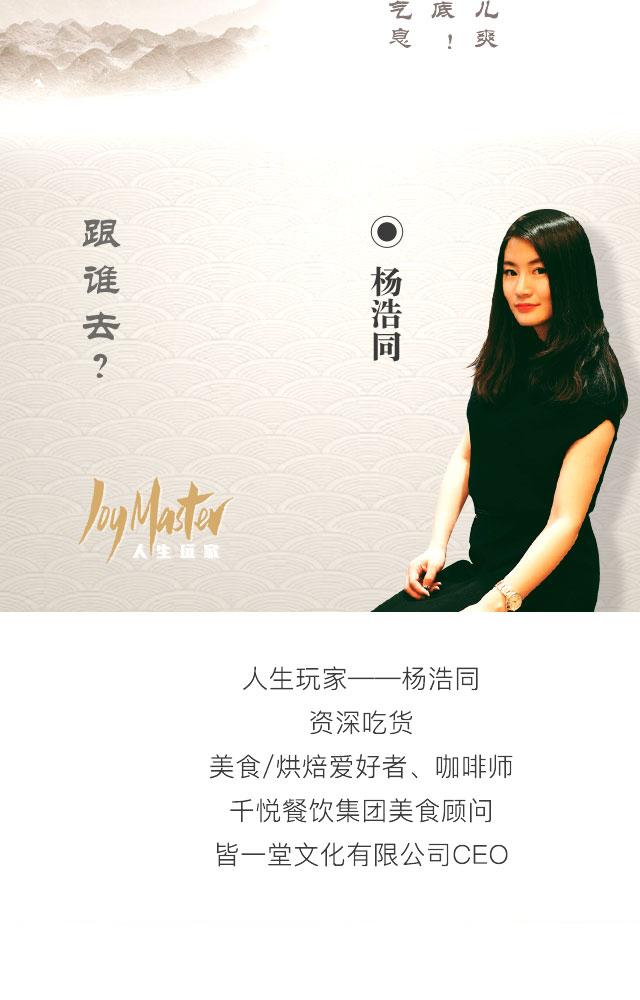 儿爽
底！
气息
跟谁去？
杨浩同
Joy Master
人生玩家
人生玩家——杨浩同
资深吃货
美食/烘焙爱好者、咖啡师
千悦餐饮集团美食顾问
皆一堂文化有限公司CEO